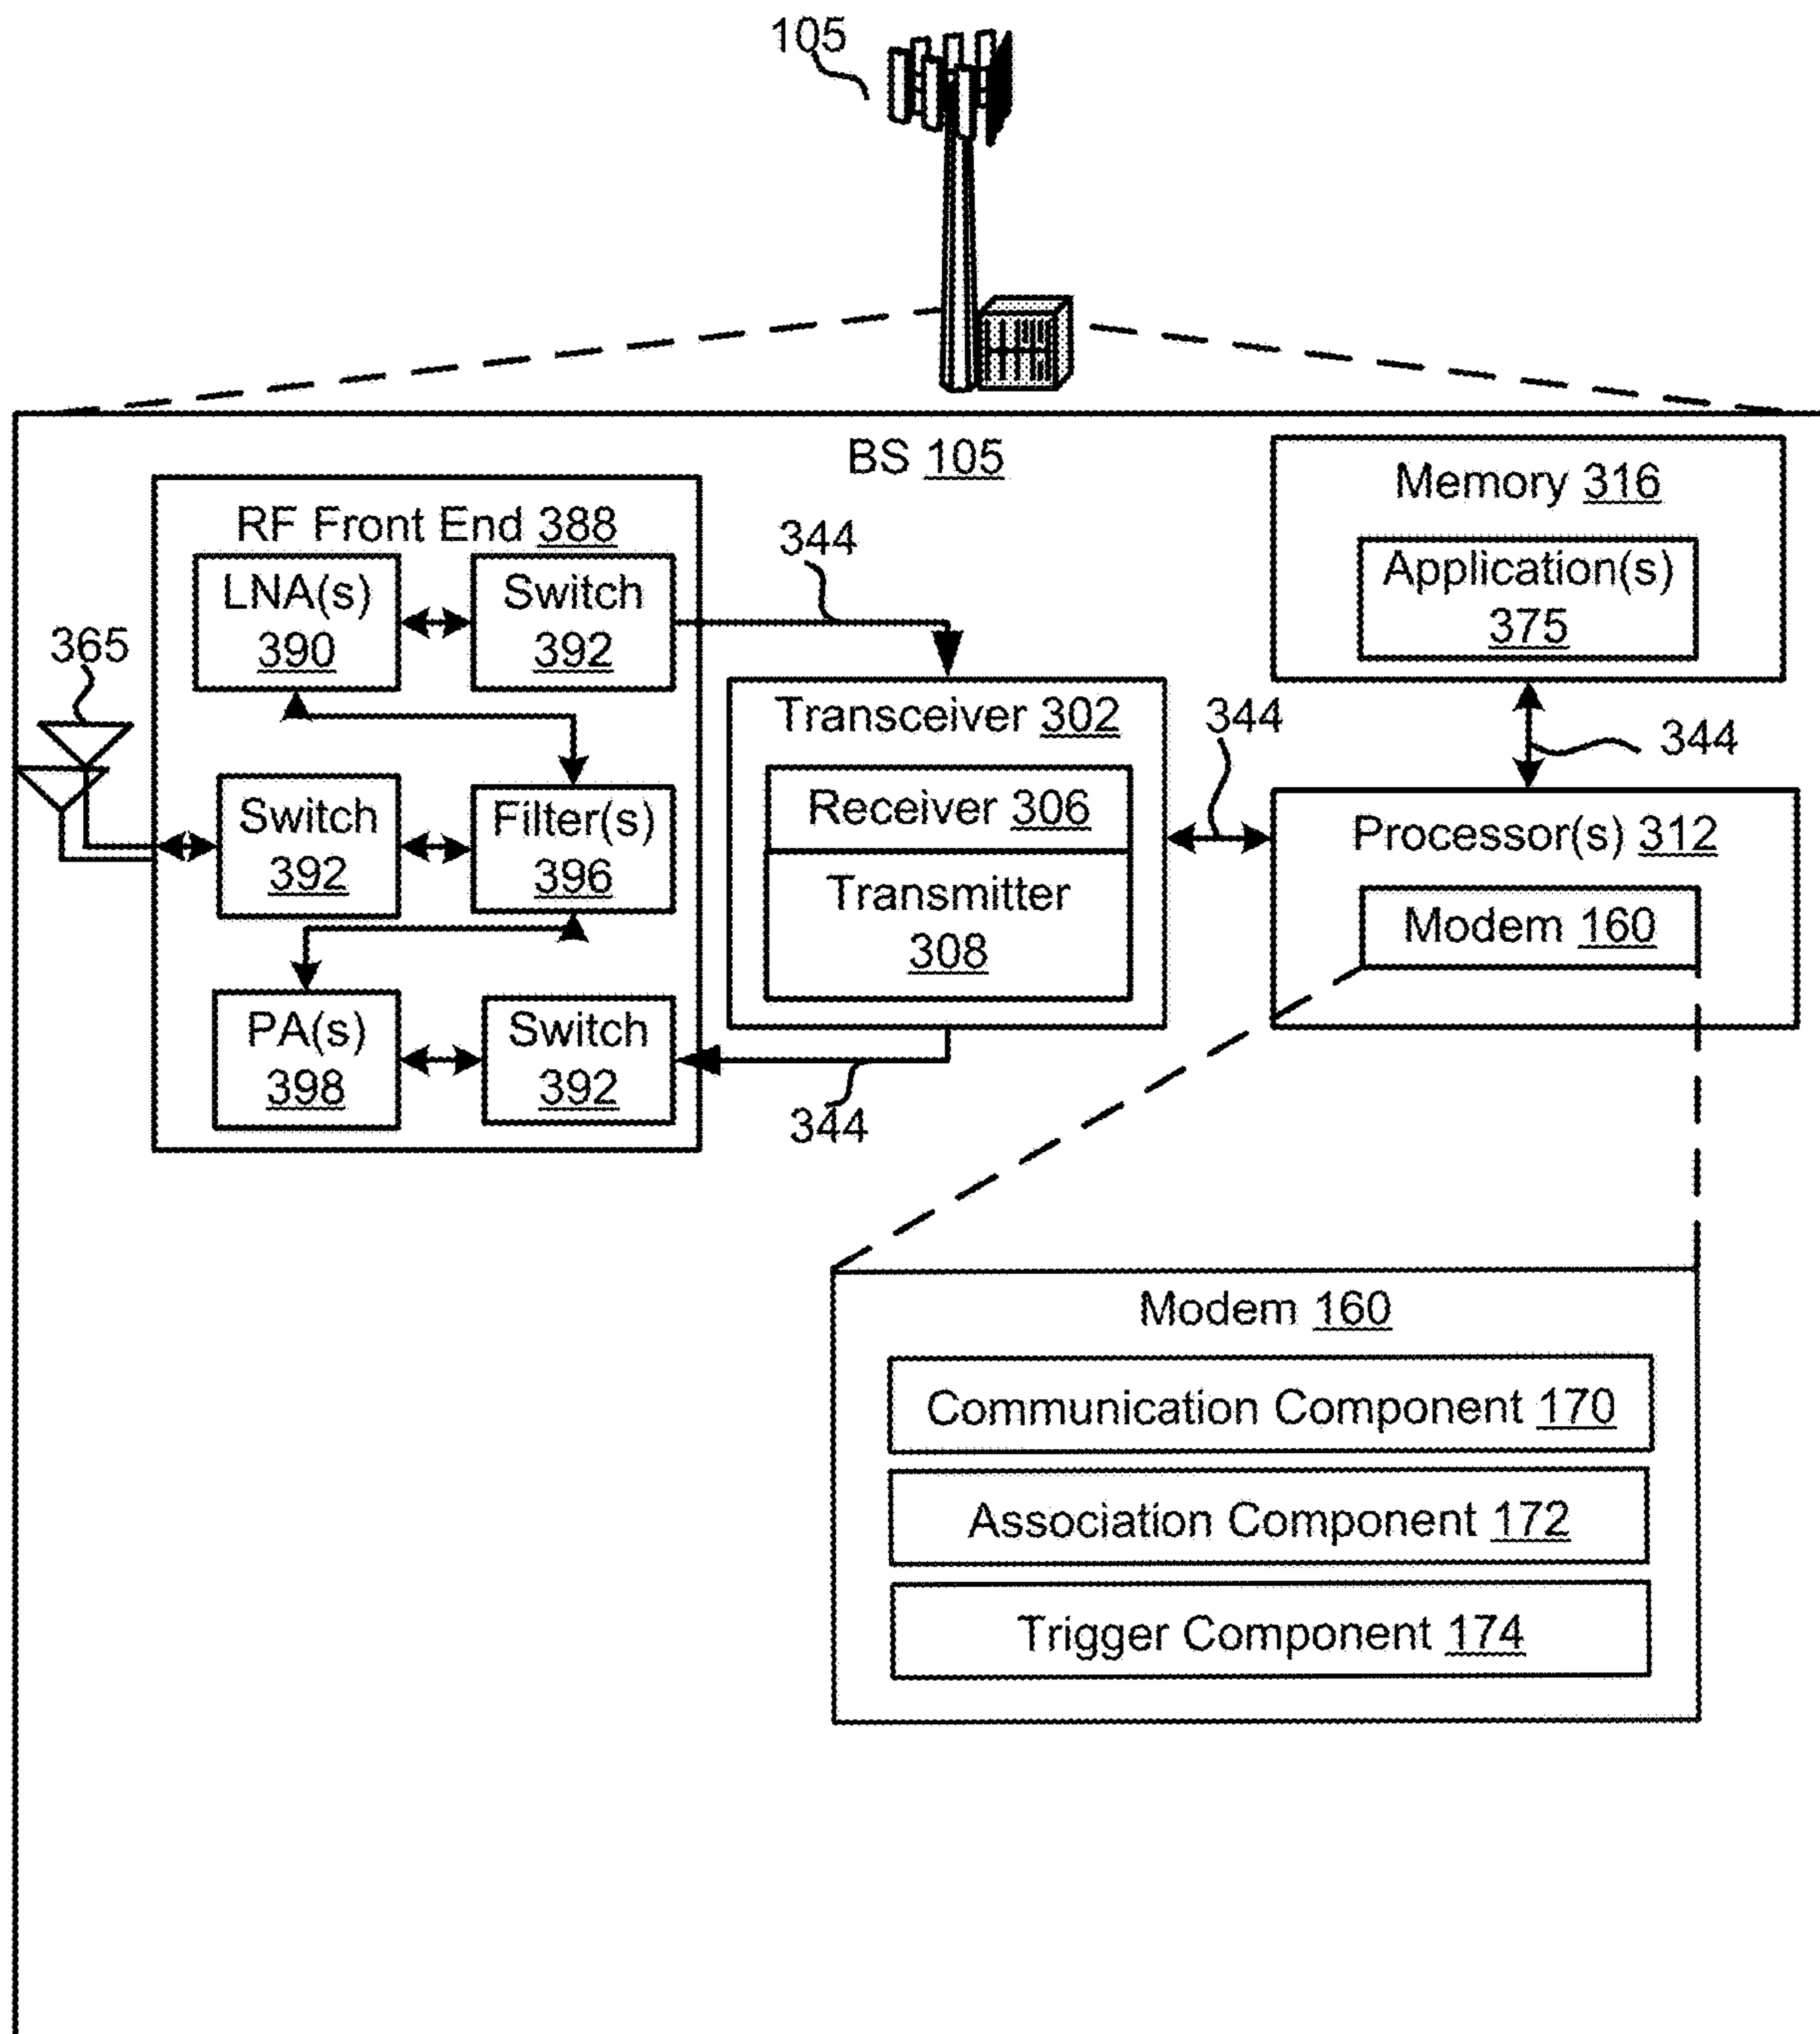 105
BS 105
RF Front End 388
LNA(s)
390
Switch
392
344
365
Switch
392
Filter(s)
396
PA(s)
398
Switch
392
344
Transceiver 302
Receiver 306
Transmitter
308
344
Memory 316
Application(s)
375
344
Processor(s) 312
Modem 160
Modem 160
Communication Component 170
Association Component 172
Trigger Component 174